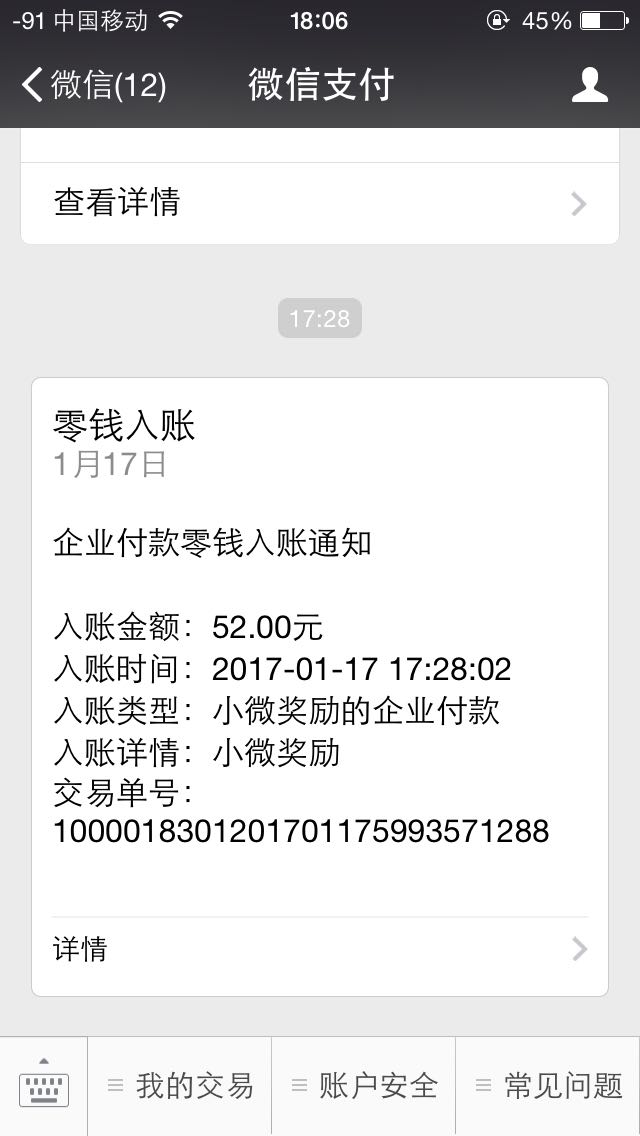 -91 中国移动 18:06 45%
微信(12) 微信支付
查看详情
17:28
零钱入账
1月17日
企业付款零钱入账通知
入账金额：52.00元
入账时间：2017-01-17 17:28:02
入账类型：小微奖励的企业付款
入账详情：小微奖励
交易单号：
1000018301201701175993571288
详情
我的交易 账户安全 常见问题